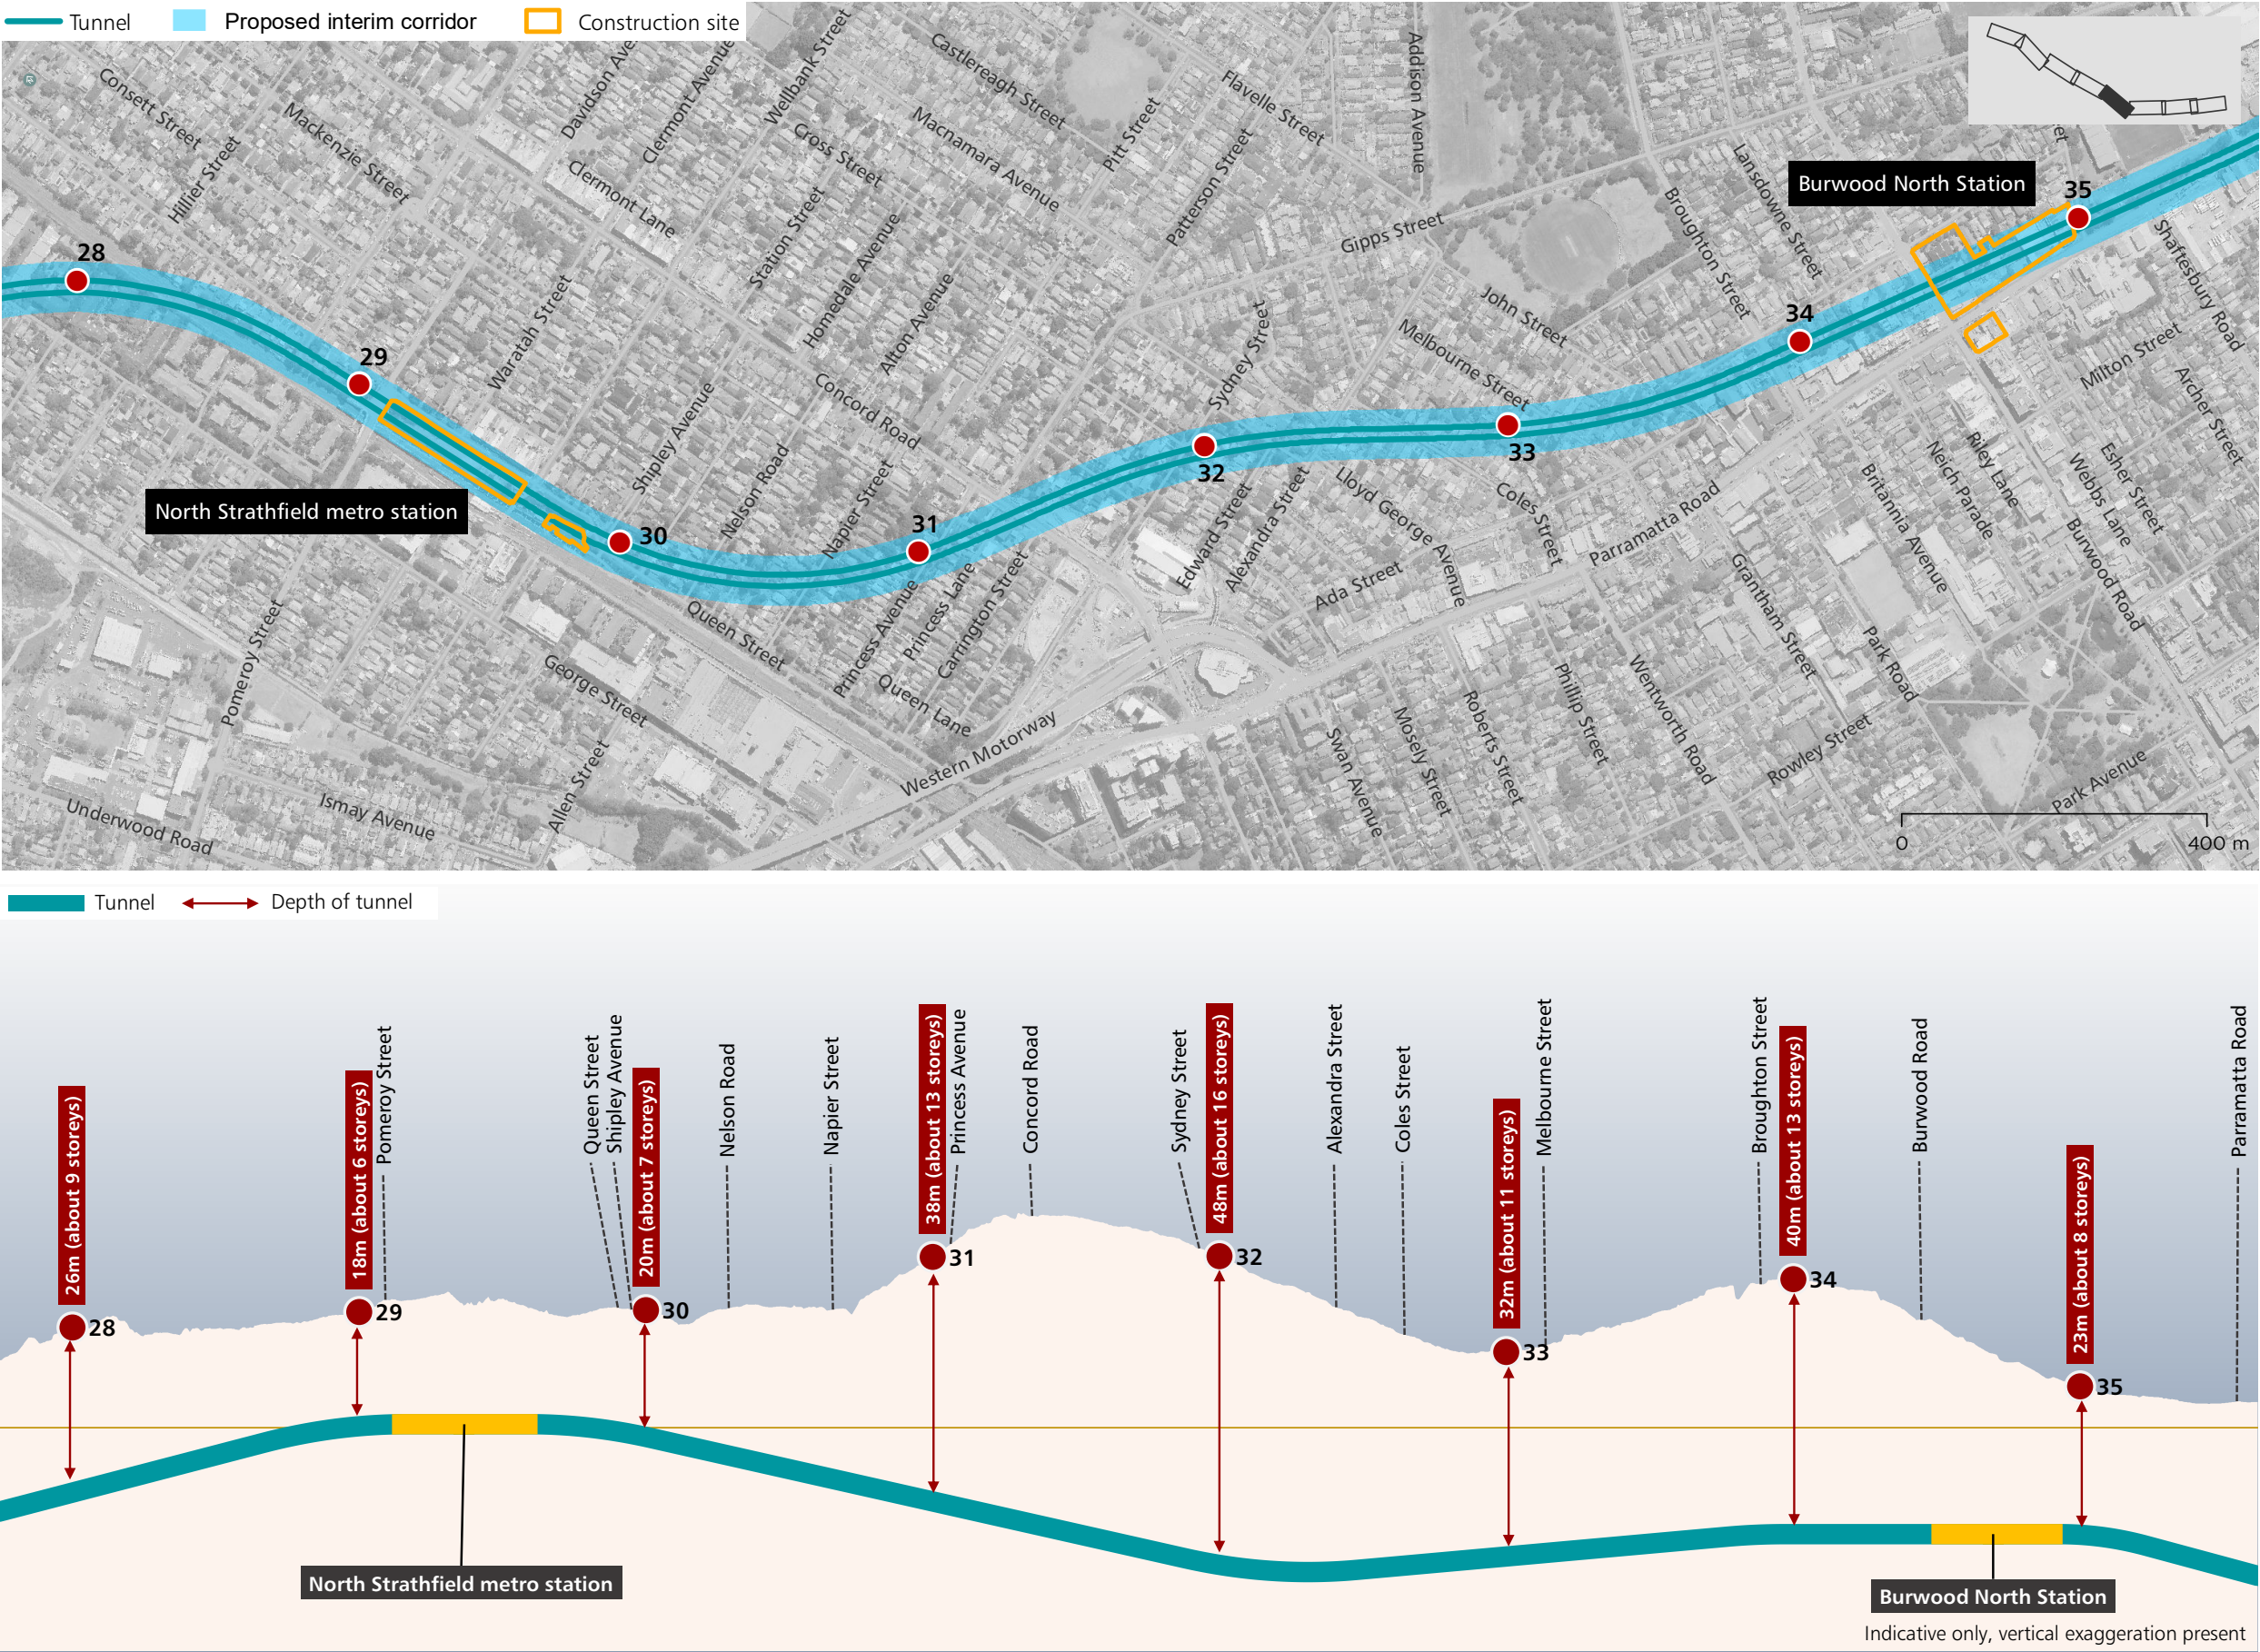 Tunnel
Proposed interim corridor
Construction site
Consett Street
Hillier Street
Mackenzie Street
Davidson Ave
Clermont Avenue
Clermont Lane
Wellbank Street
Cross Street
Station Street
Castlereagh Street
Macnamara Avenue
Pitt Street
Patterson Street
Flavelle Street
Addison Avenue
Gipps Street
Broughton Street
Lansdowne Street
et
Burwood North Station
35
Shaftesbury Road
28
29
Waratah Street
Homedale Avenue
Alton Avenue
Concord Road
Shipley Avenue
Nelson Road
Napier Street
Sydney Street
John Street
Melbourne Street
34
Milton Street
Archer Street
North Strathfield metro station
30
31
32
33
Edward Street
Alexandra Street
Lloyd George Avenue
Coles Street
Parramatta Road
Ada Street
Britannia Avenue
Neich Parade
Riley Lane
Webbs Lane
Esher Street
Burwood Road
Grantham Street
Park Road
Pomeroy Street
Queen Street
George Street
Princess Avenue
Princess Lane
Carrington Street
Queen Lane
Western Motorway
Swan Avenue
Mosely Street
Roberts Street
Phillip Street
Wentworth Road
Rowley Street
Park Avenue
Underwood Road
Ismay Avenue
Allen Street
0
400 m
Tunnel
Depth of tunnel
26m (about 9 storeys)
28
18m (about 6 storeys)
29
Pomeroy Street
Queen Street
Shipley Avenue
20m (about 7 storeys)
30
Nelson Road
Napier Street
38m (about 13 storeys)
31
Princess Avenue
Concord Road
Sydney Street
48m (about 16 storeys)
32
Alexandra Street
Coles Street
32m (about 11 storeys)
33
Melbourne Street
Broughton Street
40m (about 13 storeys)
34
Burwood Road
23m (about 8 storeys)
35
Parramatta Road
North Strathfield metro station
Burwood North Station
Indicative only, vertical exaggeration present